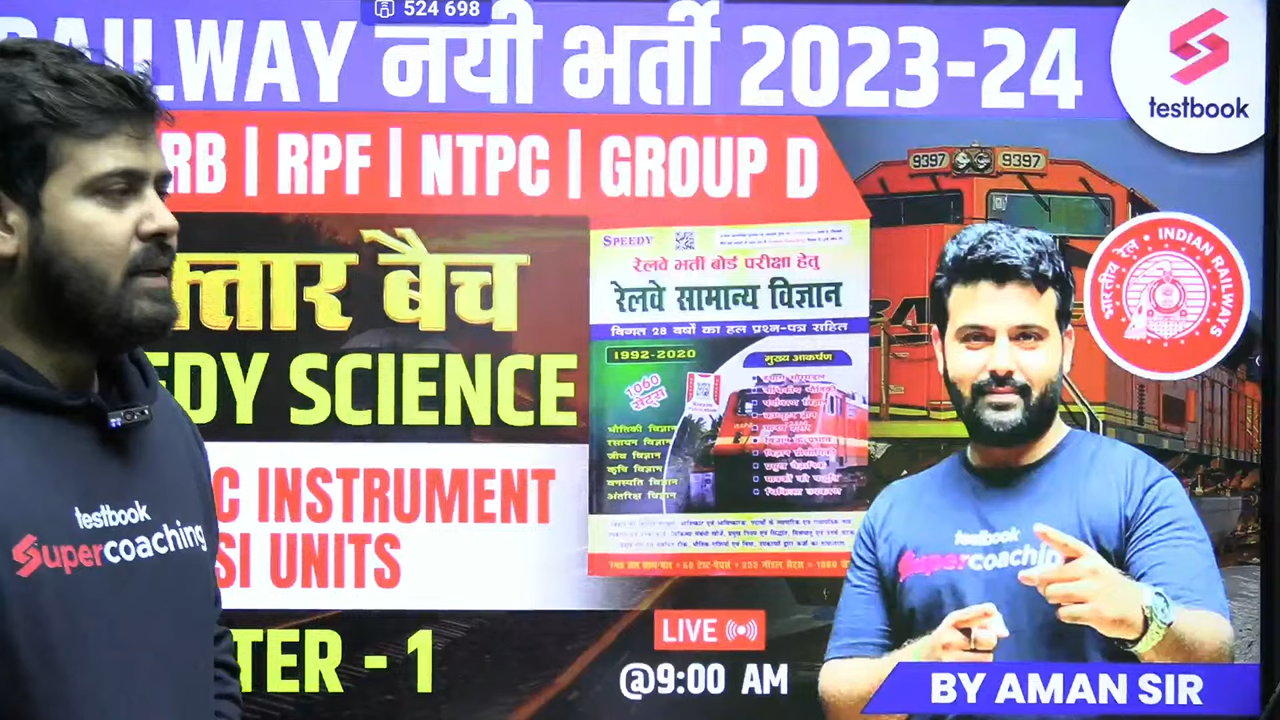 524 698
RAILWAY नयी भर्ती 2023-24
testbook
RB | RPF | NTPC | GROUP D
9397 9397
भारतीय रेल • INDIAN RAILWAYS
SPEEDY
रेलवे भर्ती बोर्ड परीक्षा हेतु
रेलवे सामान्य विज्ञान
विगत 28 वर्षों का हल प्रश्न-पत्र सहित
1992-2020
मुख्य आकर्षण
1060
सेट्स
भौतिकी विज्ञान
रसायन विज्ञान
जीव विज्ञान
कृषि विज्ञान
वनस्पति विज्ञान
अंतरिक्ष विज्ञान
क्तार बैच
EDY SCIENCE
C INSTRUMENT
SI UNITS
TER - 1
LIVE
@9:00 AM
testbook
Supercoaching
testbook
Supercoaching
BY AMAN SIR